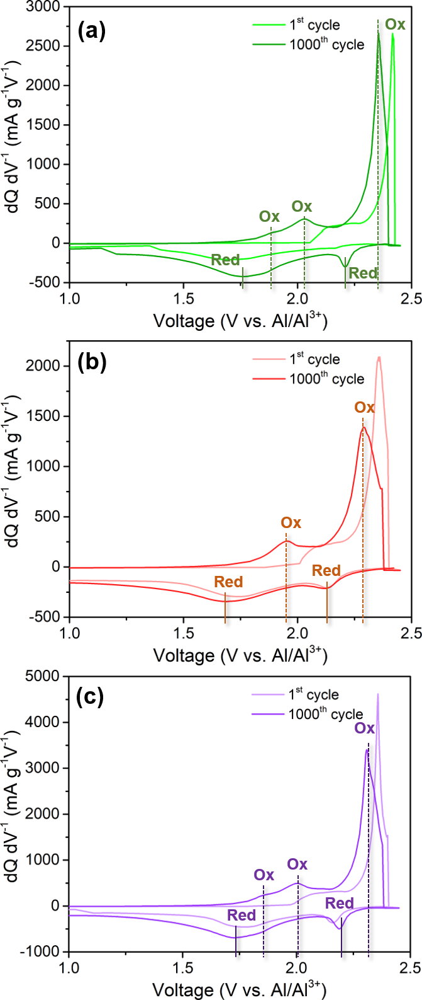 3000
(a)
1st cycle
1000th cycle
Ox
2500
2000
1500
1000
500
0
-500
Ox
Ox
Red
Red
dQ dV-1 (mA g-1V-1)
1.0 1.5 2.0 2.5
Voltage (V vs. Al/Al3+)
(b)
1st cycle
1000th cycle
2000
1500
1000
500
0
-500
Ox
Ox
Red
Red
dQ dV-1 (mA g-1V-1)
1.0 1.5 2.0 2.5
Voltage (V vs. Al/Al3+)
5000
(c)
1st cycle
1000th cycle
4000
3000
2000
1000
0
-1000
Ox
Ox
Ox
Red
Red
dQ dV-1 (mA g-1V-1)
1.0 1.5 2.0 2.5
Voltage (V vs. Al/Al3+)